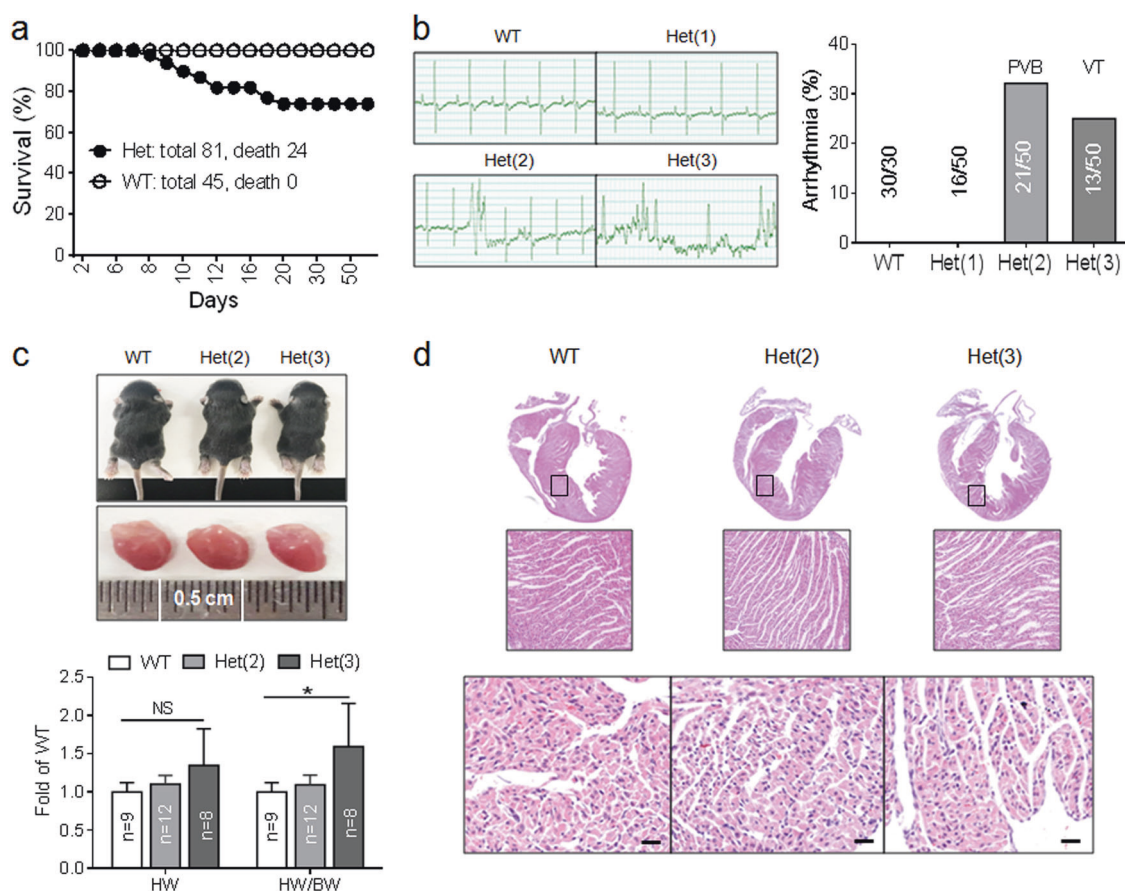 a
Survival (%)
100
80
60
40
20
0
Het: total 81, death 24
WT: total 45, death 0
2
6
8
10
12
16
20
30
50
Days
b
WT
Het(1)
Het(2)
Het(3)
Arrhythmia (%)
40
30
20
10
0
PVB
VT
30/30
16/50
21/50
13/50
WT
Het(1)
Het(2)
Het(3)
c
WT
Het(2)
Het(3)
0.5 cm
WT
Het(2)
Het(3)
Fold of WT
2.5
2.0
1.5
1.0
0.5
0.0
NS
*
n=9
n=12
n=8
n=9
n=12
n=8
HW
HW/BW
d
WT
Het(2)
Het(3)